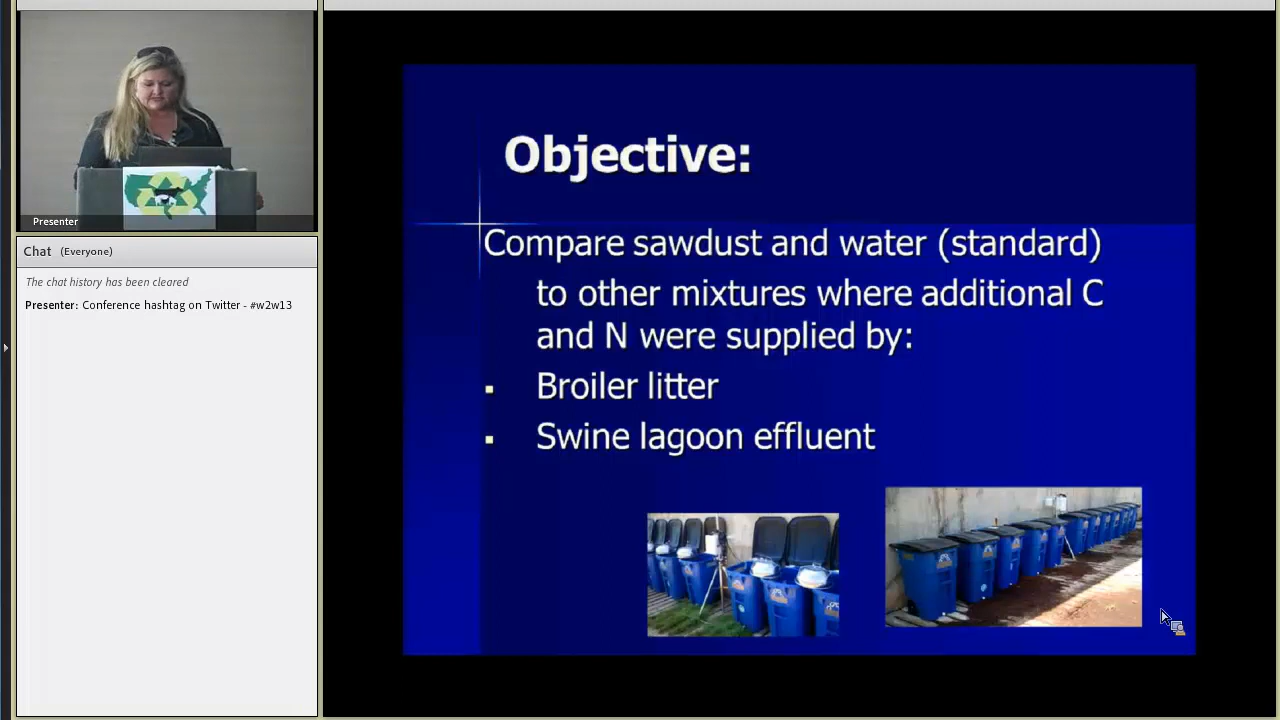 Presenter
Chat (Everyone)
The chat history has been cleared
Presenter: Conference hashtag on Twitter - #w2w13
Objective:
Compare sawdust and water (standard)
to other mixtures where additional C
and N were supplied by:
▪ Broiler litter
▪ Swine lagoon effluent